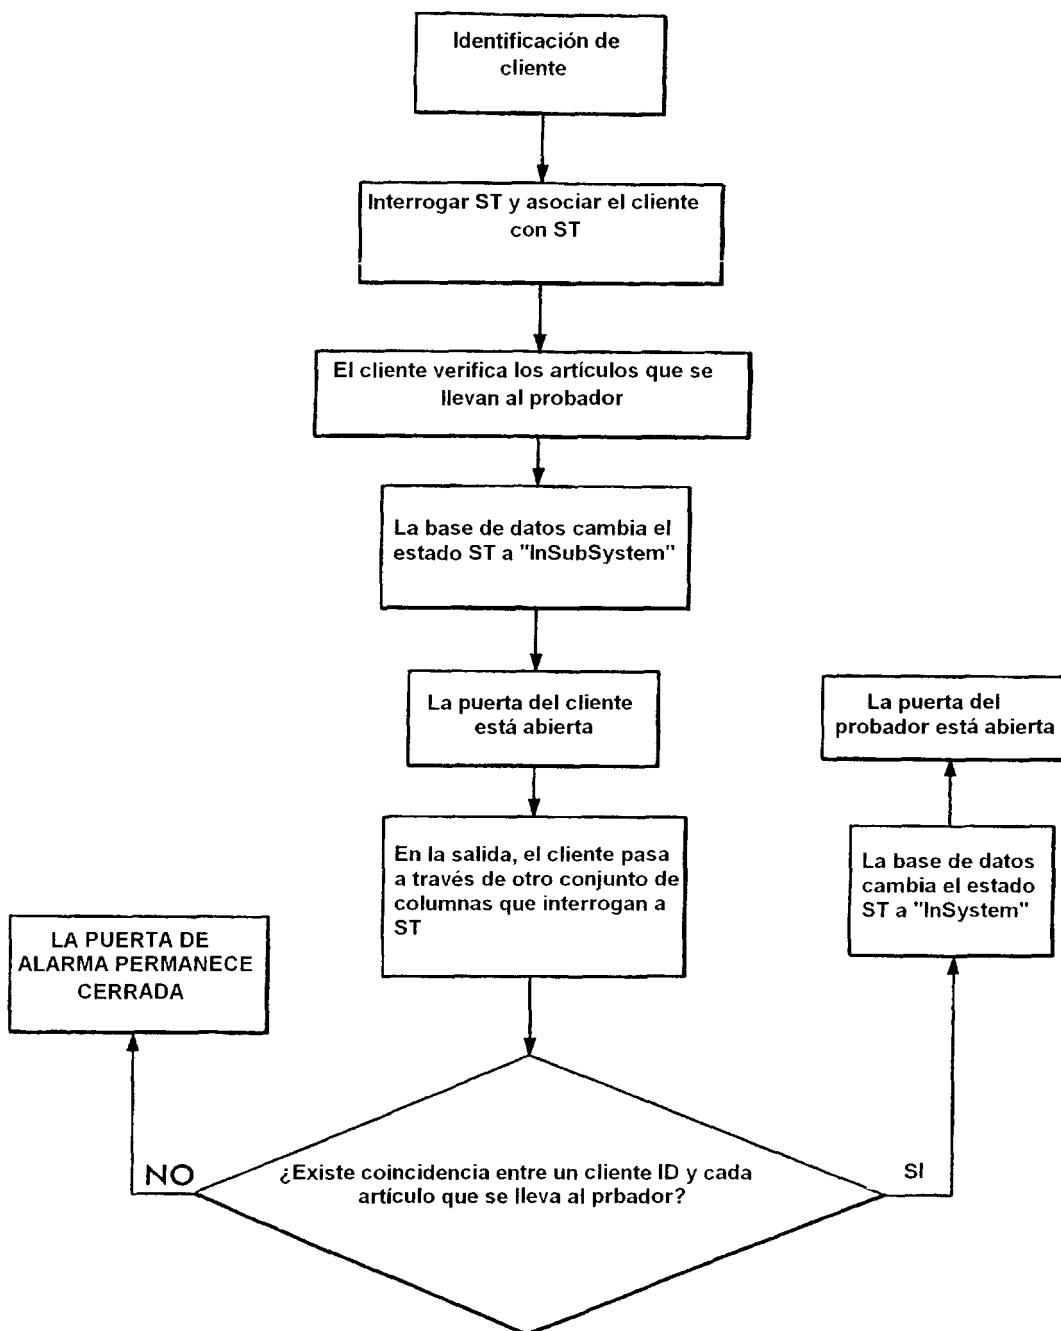 Identificación de
cliente
Interrogar ST y asociar el cliente
con ST
El cliente verifica los artículos que se
llevan al probador
La base de datos cambia el
estado ST a "InSubSystem"
La puerta del cliente
está abierta
La puerta del
probador está abierta
En la salida, el cliente pasa
a través de otro conjunto de
columnas que interrogan a
ST
La base de datos
cambia el estado
ST a "InSystem"
LA PUERTA DE
ALARMA PERMANECE
CERRADA
¿Existe coincidencia entre un cliente ID y cada
artículo que se lleva al prbador?
NO
SI